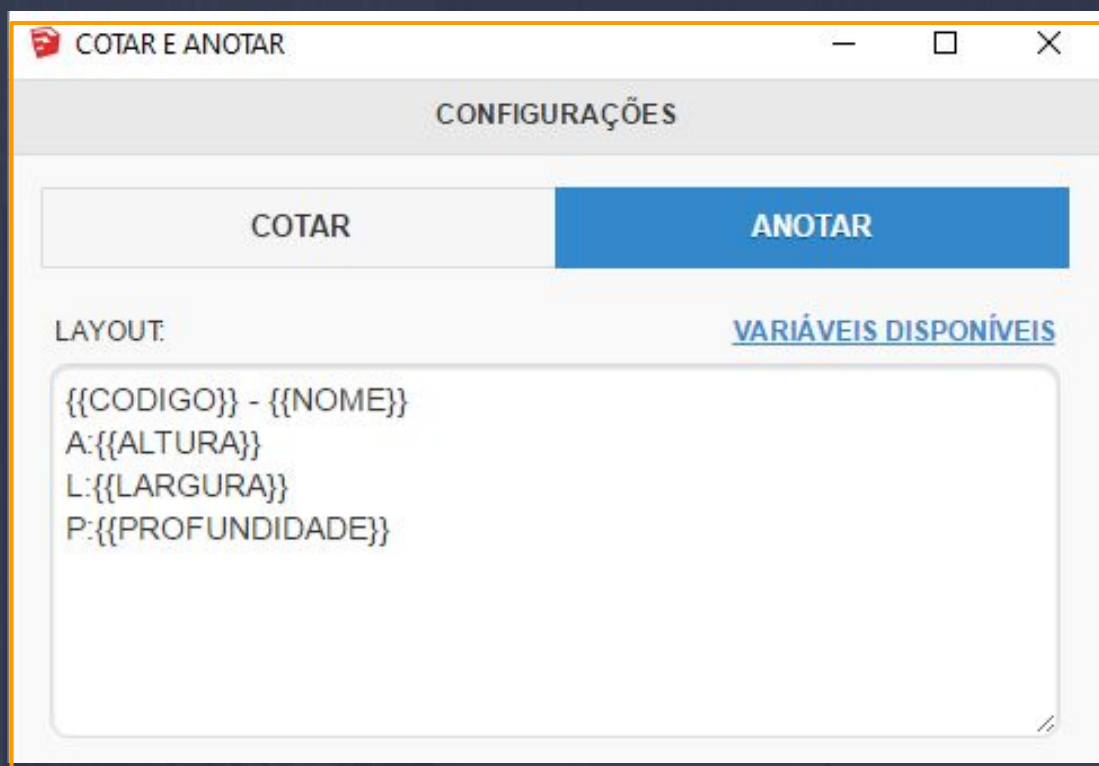 COTAR E ANOTAR
CONFIGURAÇÕES
COTAR ANOTAR
LAYOUT: VARIÁVEIS DISPONÍVEIS
{{CODIGO}} - {{NOME}}
A:{{ALTURA}}
L:{{LARGURA}}
P:{{PROFUNDIDADE}}